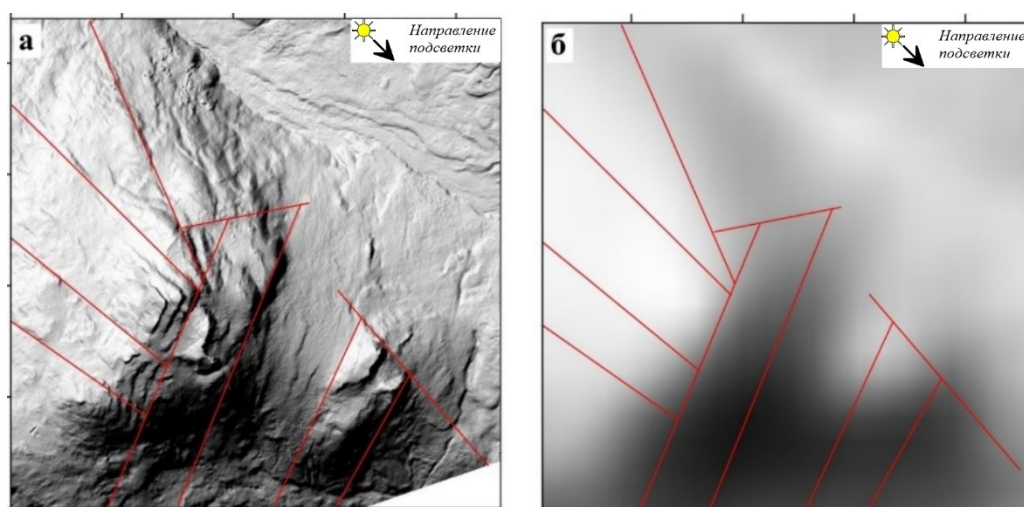 а
Направление
подсветки
б
Направление
подсветки